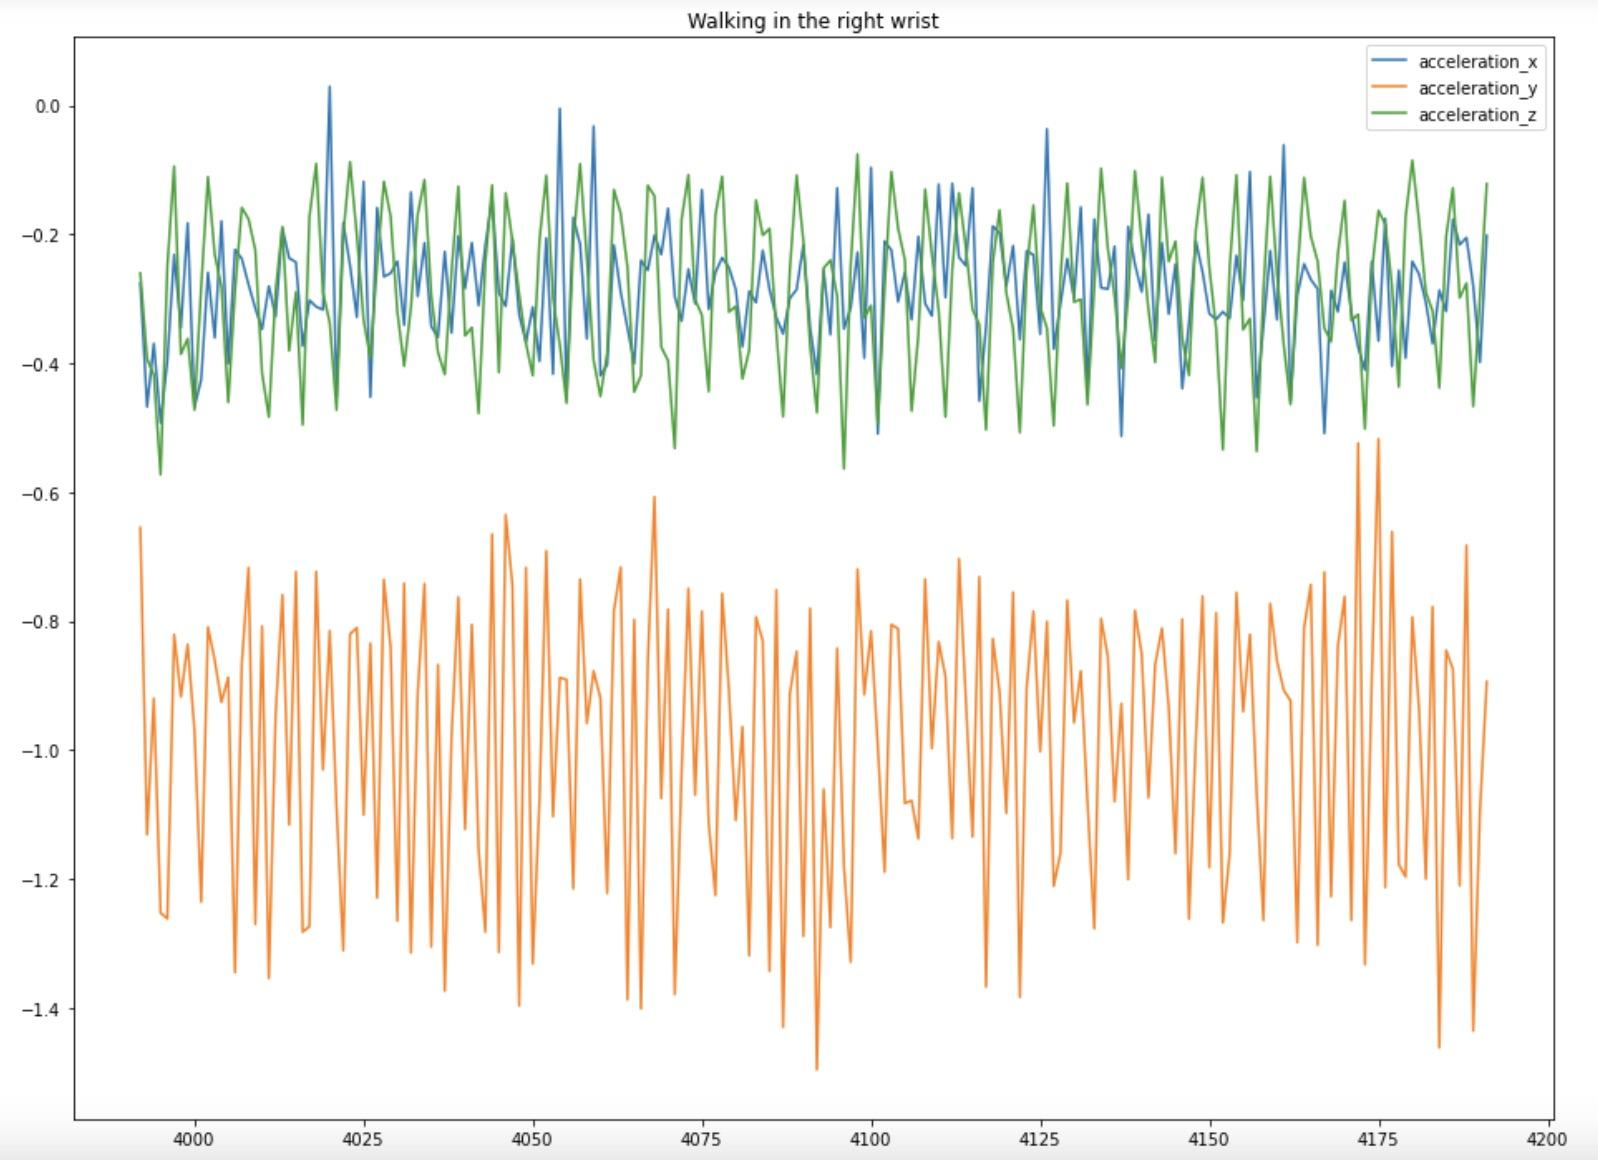 Walking in the right wrist
acceleration_x
acceleration_y
acceleration_z
0.0
−0.2
−0.4
−0.6
−0.8
−1.0
−1.2
−1.4
4000 4025 4050 4075 4100 4125 4150 4175 4200